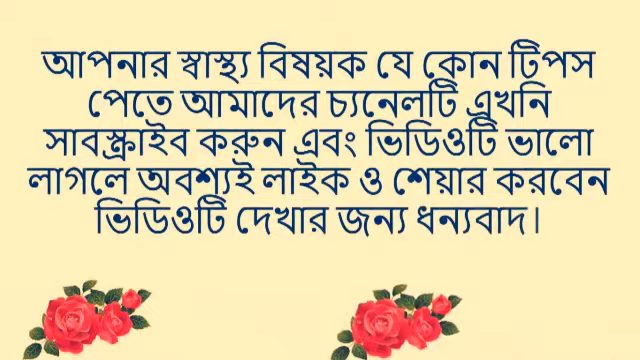 আপনার স্বাস্থ্য বিষয়ক যে কোন টিপস
পেতে আমাদের চ্যনেলটি এখনি
সাবস্ক্রাইব করুন এবং ভিডিওটি ভালো
লাগলে অবশ্যই লাইক ও শেয়ার করবেন
ভিডিওটি দেখার জন্য ধন্যবাদ।